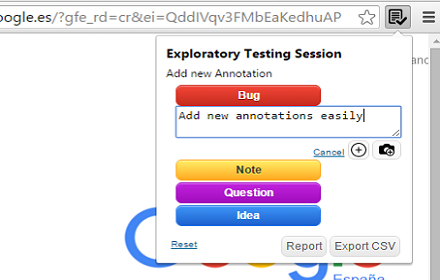 oogle.es/?gfe_rd=cr&ei=QddIVqv3FMbEaKedhuAP
Exploratory Testing Session
Add new Annotation
Bug
Add new annotations easily
Cancel
Note
Question
Idea
Reset
Report
Export CSV
España